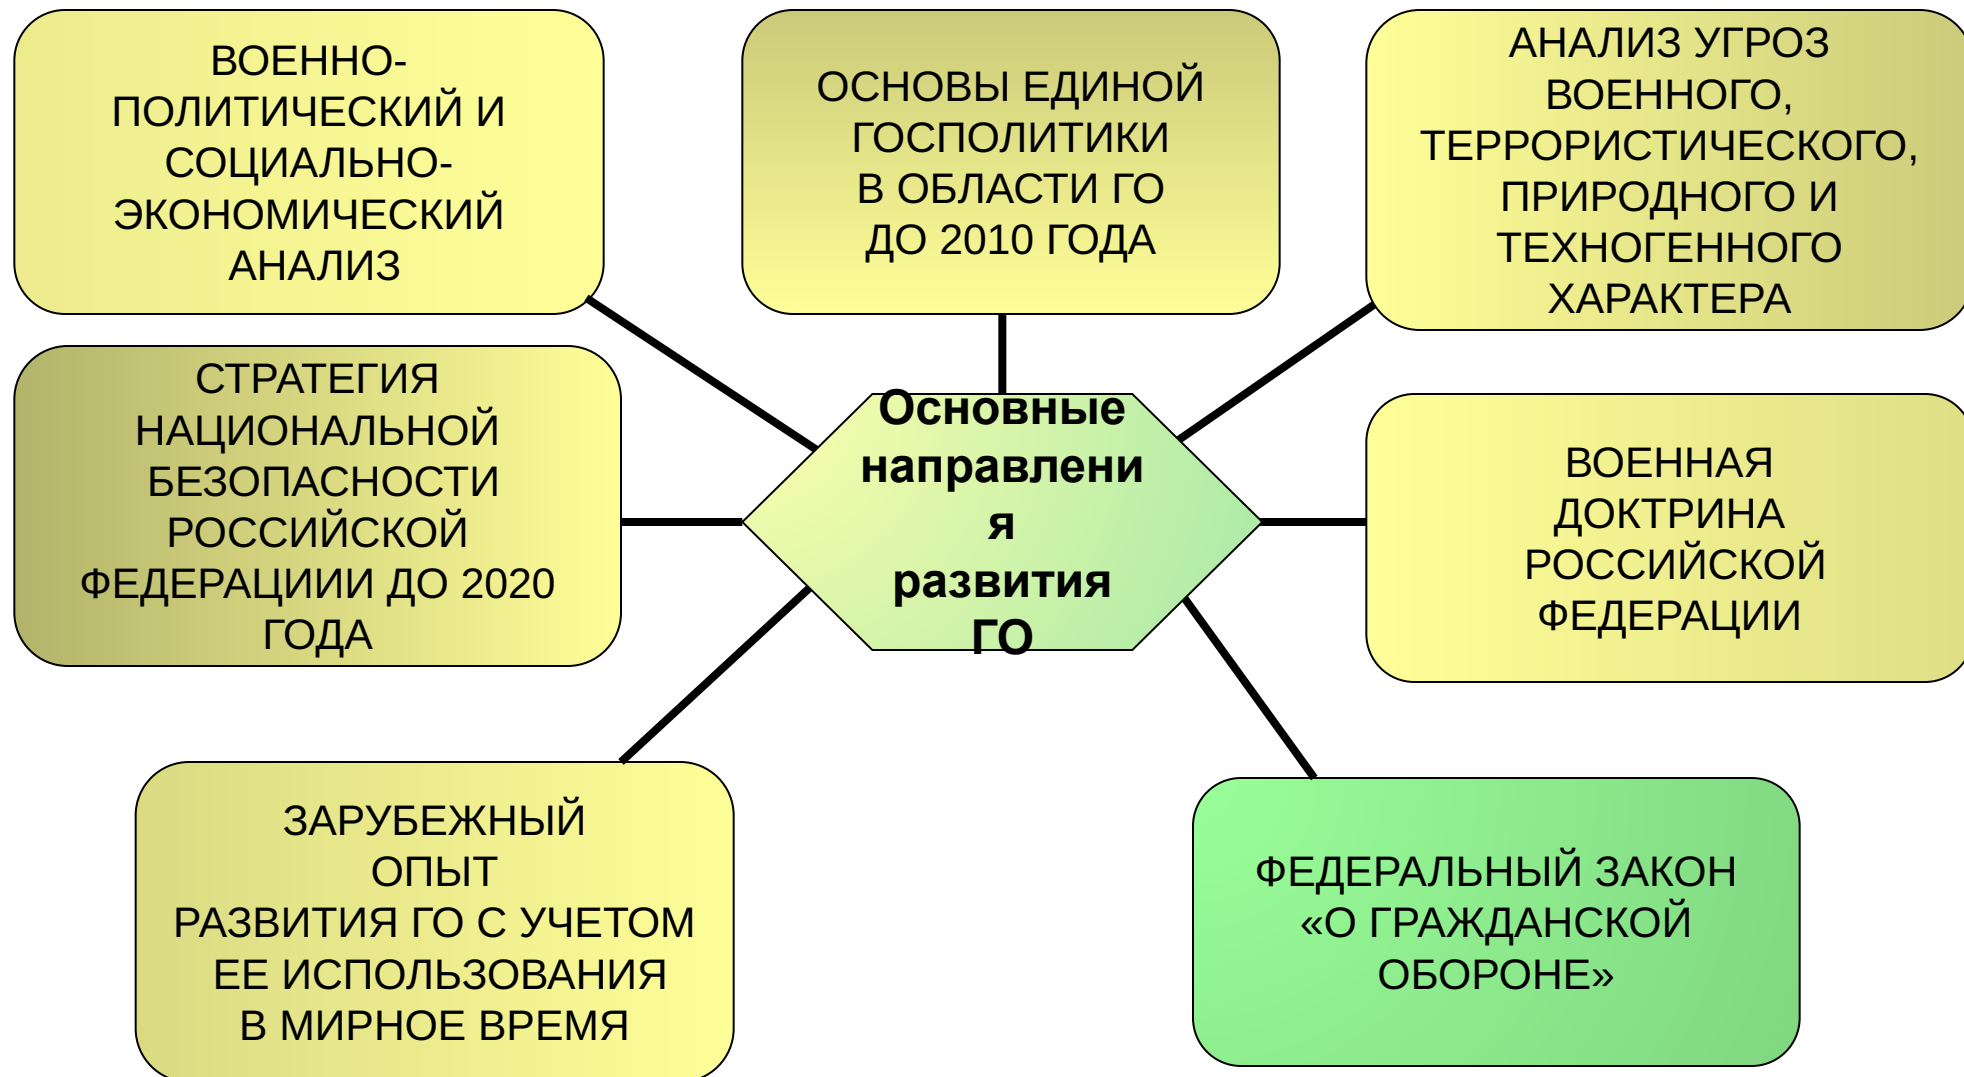 ВОЕННО-
ПОЛИТИЧЕСКИЙ И
СОЦИАЛЬНО-
ЭКОНОМИЧЕСКИЙ
АНАЛИЗ
ОСНОВЫ ЕДИНОЙ
ГОСПОЛИТИКИ
В ОБЛАСТИ ГО
ДО 2010 ГОДА
АНАЛИЗ УГРОЗ
ВОЕННОГО,
ТЕРРОРИСТИЧЕСКОГО,
ПРИРОДНОГО И
ТЕХНОГЕННОГО
ХАРАКТЕРА
СТРАТЕГИЯ
НАЦИОНАЛЬНОЙ
БЕЗОПАСНОСТИ
РОССИЙСКОЙ
ФЕДЕРАЦИИИ ДО 2020
ГОДА
Основные
направлени
я
развития
ГО
ВОЕННАЯ
ДОКТРИНА
РОССИЙСКОЙ
ФЕДЕРАЦИИ
ЗАРУБЕЖНЫЙ
ОПЫТ
РАЗВИТИЯ ГО С УЧЕТОМ
ЕЕ ИСПОЛЬЗОВАНИЯ
В МИРНОЕ ВРЕМЯ
ФЕДЕРАЛЬНЫЙ ЗАКОН
«О ГРАЖДАНСКОЙ
ОБОРОНЕ»